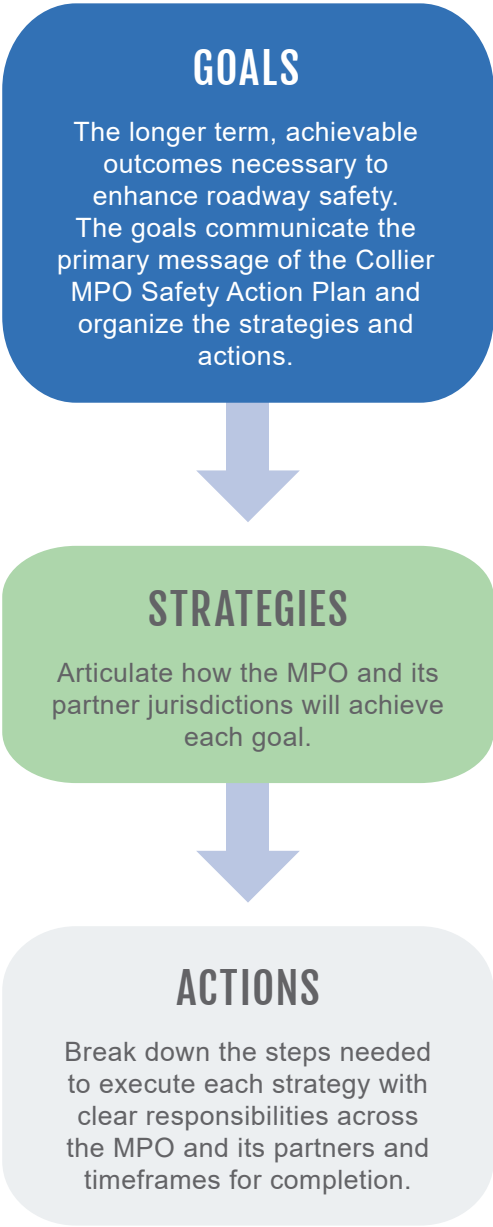 GOALS
The longer term, achievable
outcomes necessary to
enhance roadway safety.
The goals communicate the
primary message of the Collier
MPO Safety Action Plan and
organize the strategies and
actions.
STRATEGIES
Articulate how the MPO and its
partner jurisdictions will achieve
each goal.
ACTIONS
Break down the steps needed
to execute each strategy with
clear responsibilities across
the MPO and its partners and
timeframes for completion.